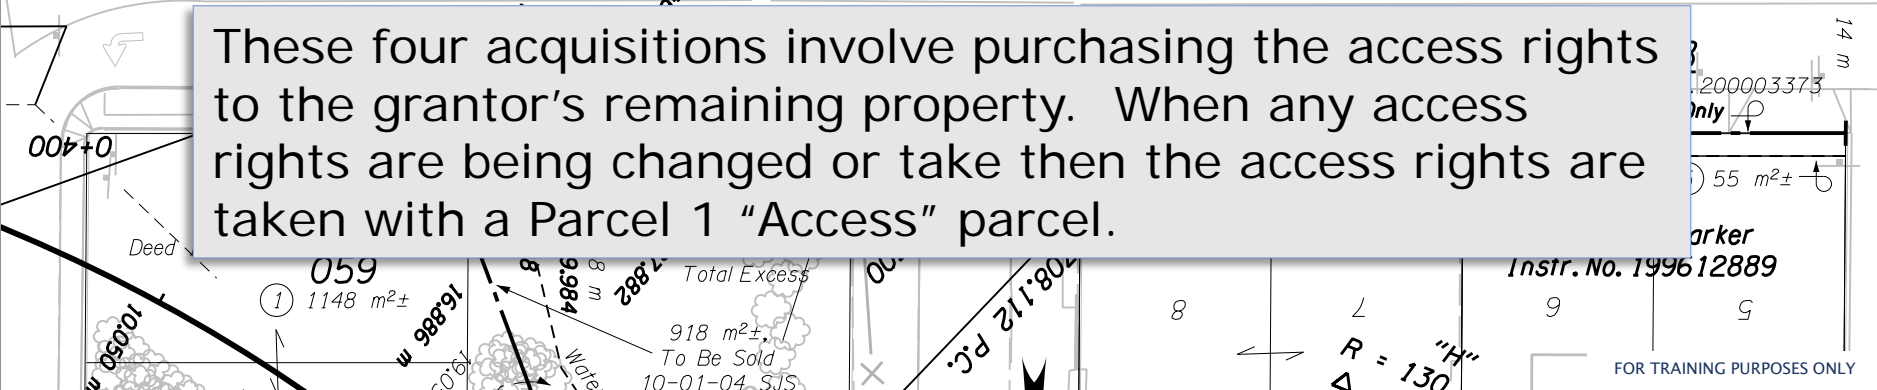 These four acquisitions involve purchasing the access rights
to the grantor's remaining property.  When any access
rights are being changed or take then the access rights are
taken with a Parcel 1 “Access” parcel.
14 m
200003373
Only
0+400
55 m²±
Deed
arker
Instr. No. 199612889
059
1 1148 m²±
Total Excess
16.886 m
9.984
8 m
708.112 P.C.
10.050 m
918 m²±
To Be Sold
10-01-04 SJS
8
7
6
5
R = 130
"H"
Δ
FOR TRAINING PURPOSES ONLY